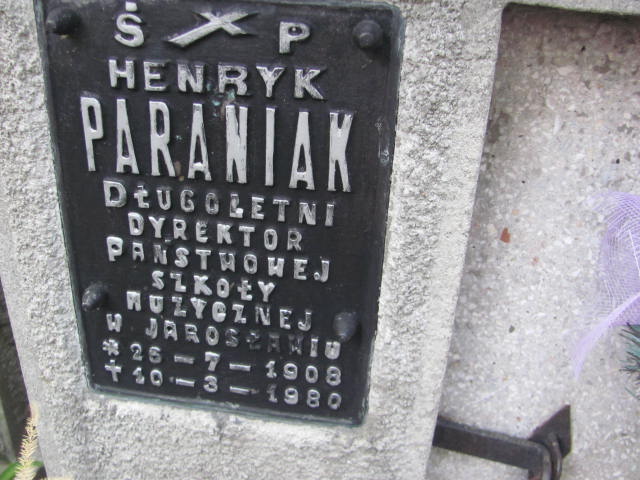 Ś P
HENRYK
PARANIAK
DŁUGOLETNI
DYREKTOR
PAŃSTWOWEJ
SZKOŁY
MUZYCZNEJ
W JAROSŁAWIU
* 26 - 7 - 1908
† 10 - 3 - 1980